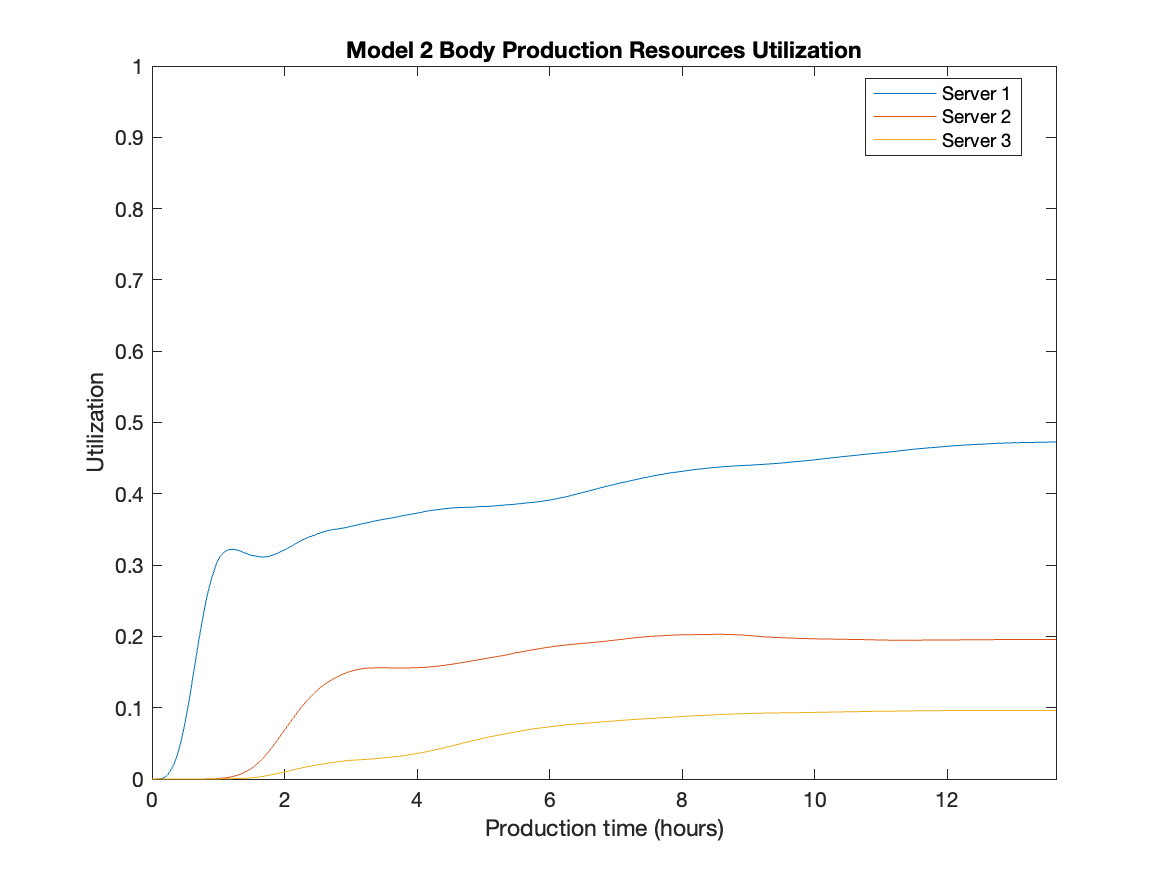 Model 2 Body Production Resources Utilization
Server 1
Server 2
Server 3
1
0.9
0.8
0.7
0.6
0.5
0.4
0.3
0.2
0.1
0
Utilization
0 2 4 6 8 10 12
Production time (hours)